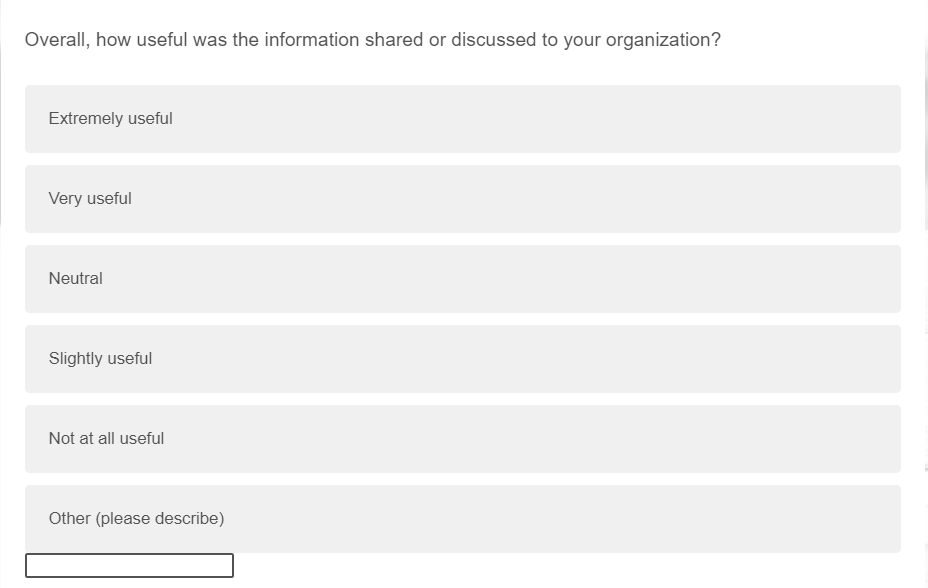 Overall, how useful was the information shared or discussed to your organization?
Extremely useful
Very useful
Neutral
Slightly useful
Not at all useful
Other (please describe)